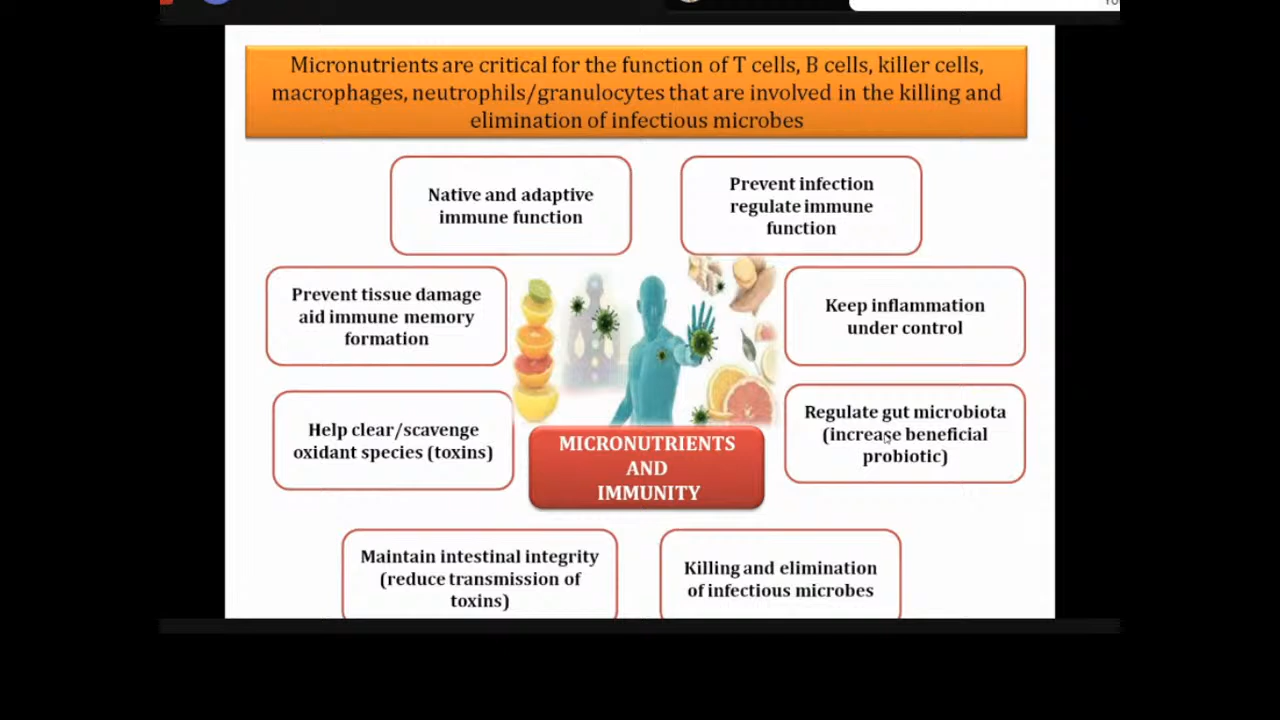 Micronutrients are critical for the function of T cells, B cells, killer cells,
macrophages, neutrophils/granulocytes that are involved in the killing and
elimination of infectious microbes
Native and adaptive
immune function
Prevent infection
regulate immune
function
Prevent tissue damage
aid immune memory
formation
Keep inflammation
under control
Help clear/scavenge
oxidant species (toxins)
Regulate gut microbiota
(increase beneficial
probiotic)
MICRONUTRIENTS
AND
IMMUNITY
Maintain intestinal integrity
(reduce transmission of
toxins)
Killing and elimination
of infectious microbes